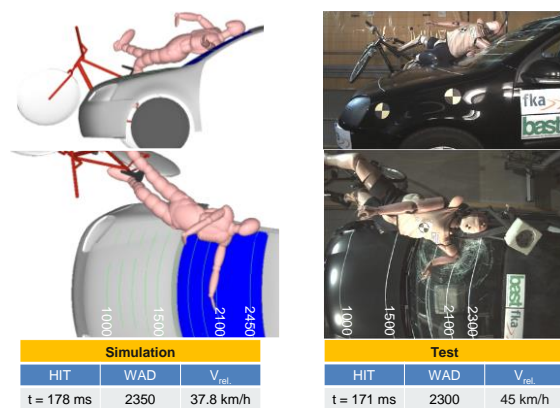 fka
bast
1000
1500
2100
2450
1000
1500
2100
2300
bast
fka
Simulation
HIT WAD Vrel.
t = 178 ms 2350 37.8 km/h
Test
HIT WAD Vrel.
t = 171 ms 2300 45 km/h